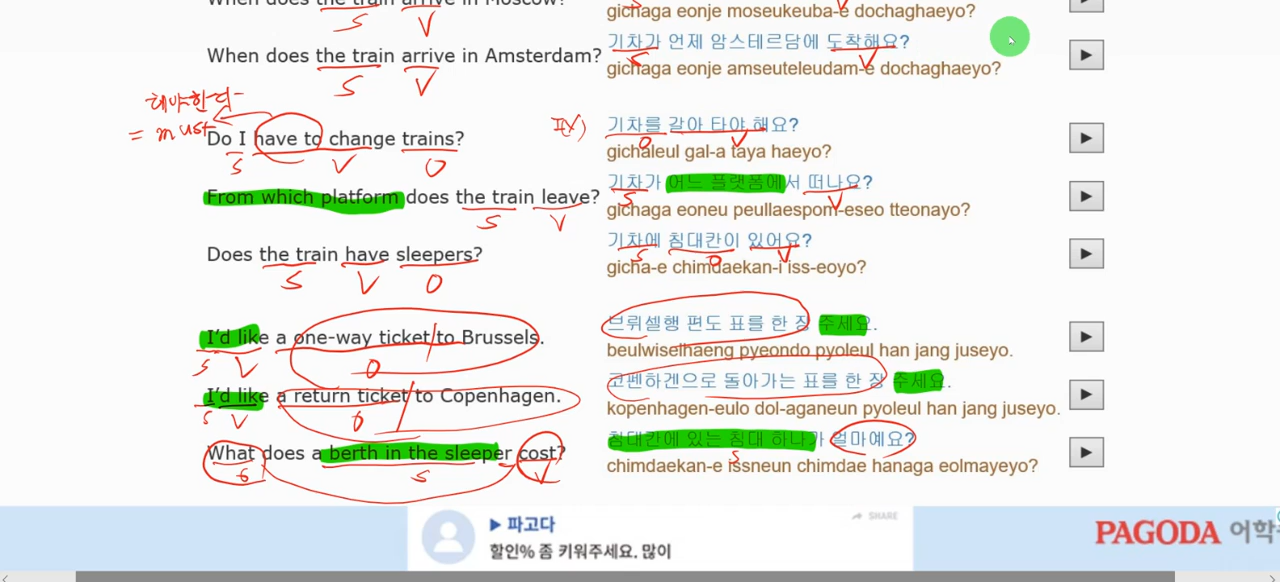 When does the train arrive in Moscow?
gichaga eonje moseukeuba-e dochaghaeyo?
S V
When does the train arrive in Amsterdam?
기차가 언제 암스테르담에 도착해요?
gichaga eonje amseuteleudam-e dochaghaeyo?
S V
S V
해야한다
= must
Do I have to change trains?
I(X)
기차를 갈아 타야 해요?
gichaleul gal-a taya haeyo?
S V O
O V
From which platform does the train leave?
기차가 어느 플랫폼에서 떠나요?
gichaga eoneu peullaespom-eseo tteonayo?
S V
S V
Does the train have sleepers?
기차에 침대칸이 있어요?
gicha-e chimdaekan-i iss-eoyo?
S V O
S O V
I'd like a one-way ticket to Brussels.
브뤼셀행 편도 표를 한 장 주세요.
beulwiselhaeng pyeondo pyoleul han jang juseyo.
S V O
I'd like a return ticket to Copenhagen.
코펜하겐으로 돌아가는 표를 한 장 주세요.
kopenhagen-eulo dol-aganeun pyoleul han jang juseyo.
S V O
What does a berth in the sleeper cost?
침대칸에 있는 침대 하나가 얼마예요?
chimdaekan-e issneun chimdae hanaga eolmayeyo?
S V
S
▶ 파고다
할인% 좀 키워주세요. 많이
SHARE
PAGODA 어학